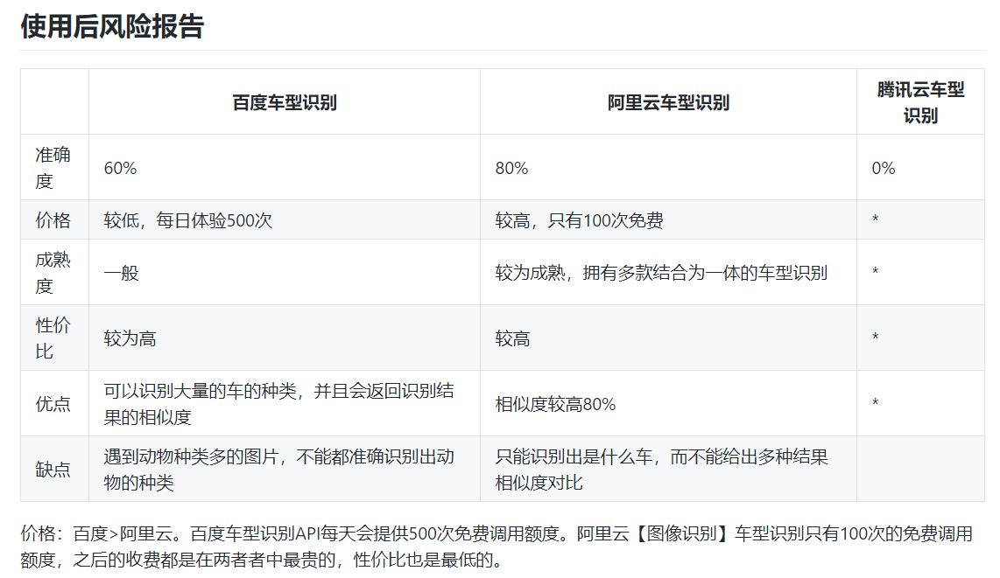 使用后风险报告
百度车型识别
阿里云车型识别
腾讯云车型
识别
准确
度
60%
80%
0%
价格
较低，每日体验500次
较高，只有100次免费
*
成熟
度
一般
较为成熟，拥有多款结合为一体的车型识别
*
性价
比
较为高
较高
*
优点
可以识别大量的车的种类，并且会返回识别结
果的相似度
相似度较高80%
*
缺点
遇到动物种类多的图片，不能都准确识别出动
物的种类
只能识别出是什么车，而不能给出多种结果
相似度对比
价格：百度>阿里云。百度车型识别API每天会提供500次免费调用额度。阿里云【图像识别】车型识别只有100次的免费调用
额度，之后的收费都是在两者者中最贵的，性价比也是最低的。